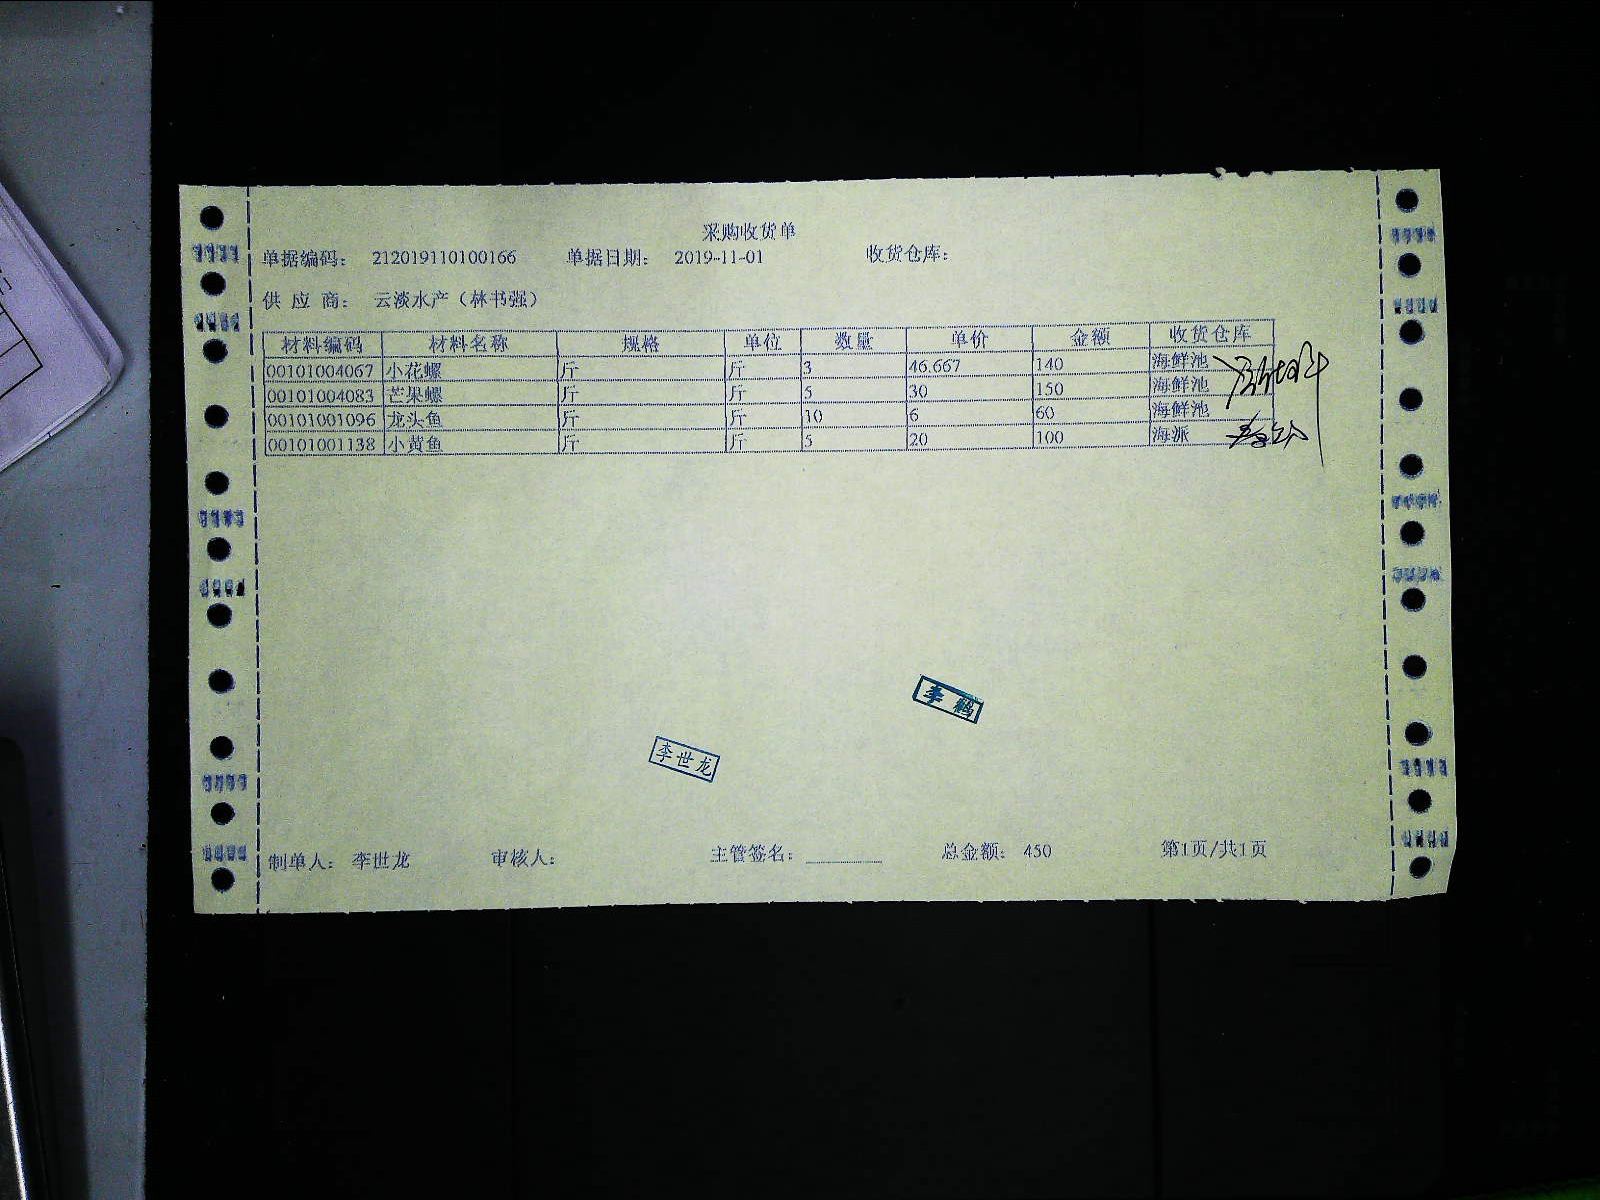 采购收货单
单据编码: 212019110100166 单据日期: 2019-11-01 收货仓库:
供 应 商: 云淡水产（林书强）
材料编码 材料名称 规格 单位 数量 单价 金额 收货仓库
00101004067 小花螺 斤 斤 3 46.667 140 海鲜池
00101004083 芒果螺 斤 斤 5 30 150 海鲜池
00101001096 龙头鱼 斤 斤 10 6 60 海鲜池
00101001138 小黄鱼 斤 斤 5 20 100 海派
李鹤
李世龙
制单人: 李世龙 审核人: 主管签名: 总金额: 450 第1页/共1页